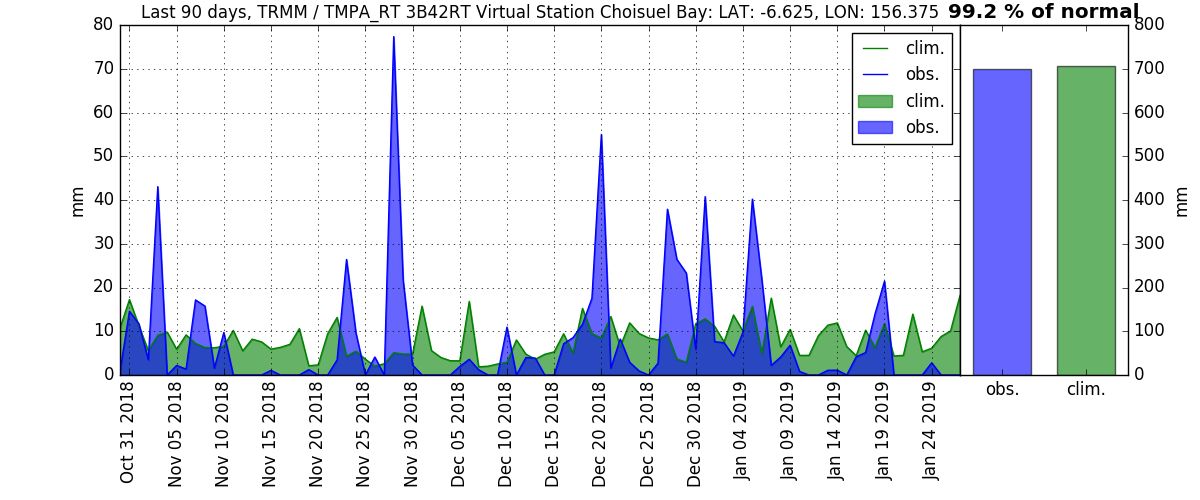 Last 90 days, TRMM / TMPA_RT 3B42RT Virtual Station Choisuel Bay: LAT: -6.625, LON: 156.375 99.2 % of normal
80
70
60
50
40
30
20
10
0
mm
clim.
obs.
clim.
obs.
800
700
600
500
400
300
200
100
0
mm
Oct 31 2018
Nov 05 2018
Nov 10 2018
Nov 15 2018
Nov 20 2018
Nov 25 2018
Nov 30 2018
Dec 05 2018
Dec 10 2018
Dec 15 2018
Dec 20 2018
Dec 25 2018
Dec 30 2018
Jan 04 2019
Jan 09 2019
Jan 14 2019
Jan 19 2019
Jan 24 2019
obs.
clim.